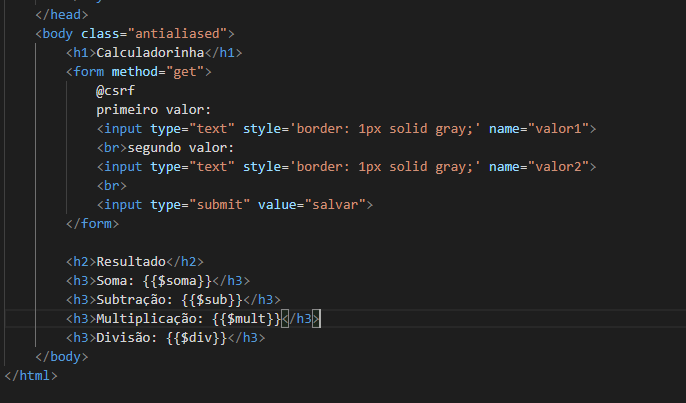 </head>
<body class="antialiased">
<h1>Calculadorinha</h1>
<form method="get">
@csrf
primeiro valor:
<input type="text" style='border: 1px solid gray;' name="valor1">
<br>segundo valor:
<input type="text" style='border: 1px solid gray;' name="valor2">
<br>
<input type="submit" value="salvar">
</form>
<h2>Resultado</h2>
<h3>Soma: {{$soma}}</h3>
<h3>Subtração: {{$sub}}</h3>
<h3>Multiplicação: {{$mult}}</h3>
<h3>Divisão: {{$div}}</h3>
</body>
</html>